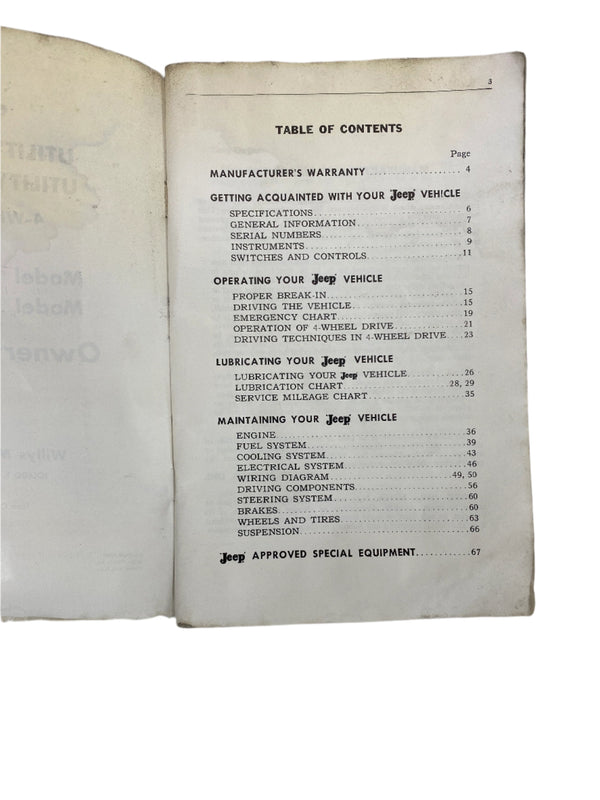 3
TABLE OF CONTENTS
Page
MANUFACTURER'S WARRANTY .................... 4
GETTING ACQUAINTED WITH YOUR Jeep VEHICLE
SPECIFICATIONS.................................. 6
GENERAL INFORMATION......................... 7
SERIAL NUMBERS................................ 8
INSTRUMENTS................................... 9
SWITCHES AND CONTROLS......................11
OPERATING YOUR Jeep VEHICLE
PROPER BREAK-IN...............................15
DRIVING THE VEHICLE..........................15
EMERGENCY CHART.............................19
OPERATION OF 4-WHEEL DRIVE................21
DRIVING TECHNIQUES IN 4-WHEEL DRIVE....23
LUBRICATING YOUR Jeep VEHICLE
LUBRICATING YOUR Jeep VEHICLE............26
LUBRICATION CHART.......................28, 29
SERVICE MILEAGE CHART......................35
MAINTAINING YOUR Jeep VEHICLE
ENGINE.........................................36
FUEL SYSTEM...................................39
COOLING SYSTEM...............................43
ELECTRICAL SYSTEM...........................46
WIRING DIAGRAM..........................49, 50
DRIVING COMPONENTS.........................56
STEERING SYSTEM..............................60
BRAKES.........................................60
WHEELS AND TIRES............................63
SUSPENSION....................................66
Jeep APPROVED SPECIAL EQUIPMENT............67